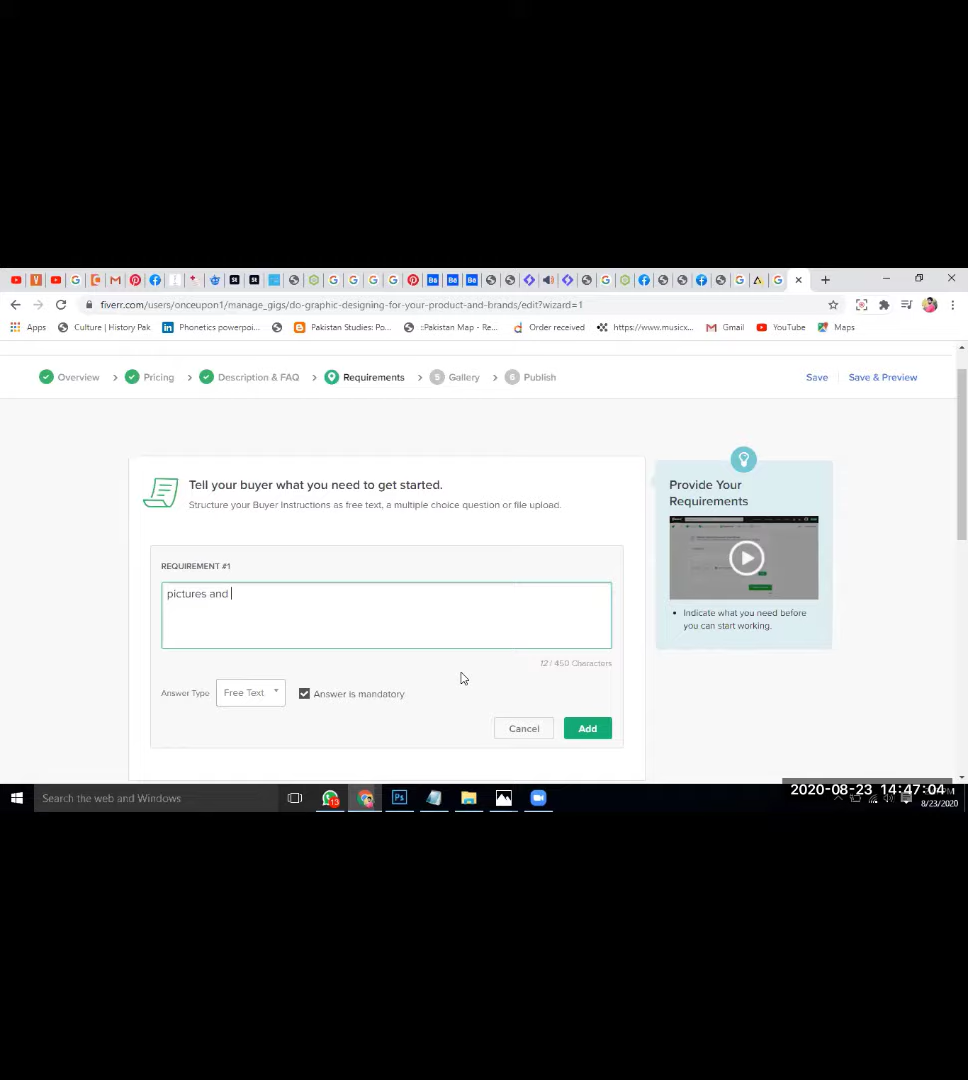 fiverr.com/users/onceupon1/manage_gigs/do-graphic-designing-for-your-product-and-brands/edit?wizard=1
Apps Culture | History Pak Phonetics powerpoi... Pakistan Studies: Po... ::Pakistan Map - Re... Order received https://www.musicx... Gmail YouTube Maps
Overview Pricing Description & FAQ Requirements 5 Gallery 6 Publish Save Save & Preview
Tell your buyer what you need to get started.
Structure your Buyer Instructions as free text, a multiple choice question or file upload.
REQUIREMENT #1
pictures and
12 / 450 Characters
Answer Type Free Text Answer is mandatory
Cancel Add
Provide Your
Requirements
Indicate what you need before
you can start working.
Search the web and Windows
13
Ps
2020-08-23 14:47:04
8/23/2020